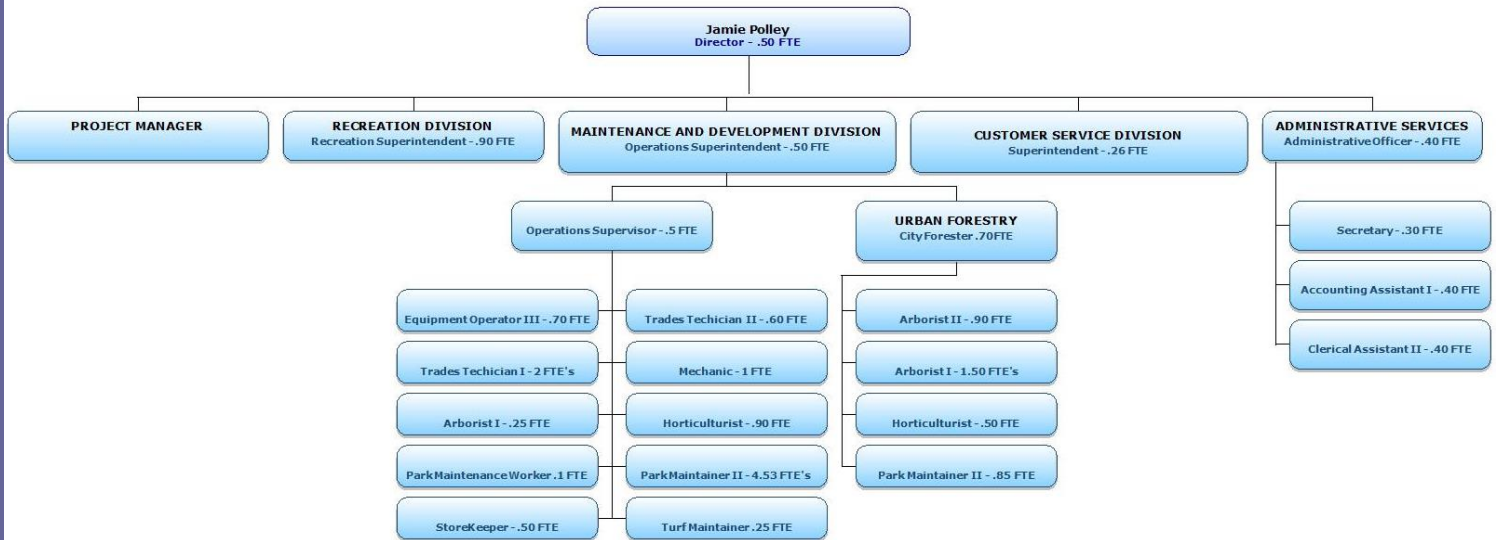 Jamie Polley
Director - .50 FTE
PROJECT MANAGER
RECREATION DIVISION
Recreation Superintendent - .90 FTE
MAINTENANCE AND DEVELOPMENT DIVISION
Operations Superintendent - .50 FTE
CUSTOMER SERVICE DIVISION
Superintendent - .26 FTE
ADMINISTRATIVE SERVICES
Administrative Officer - .40 FTE
Operations Supervisor - .5 FTE
URBAN FORESTRY
City Forester .70FTE
Secretary - .30 FTE
Accounting Assistant I - .40 FTE
Clerical Assistant II - .40 FTE
Equipment Operator III - .70 FTE
Trades Techician II - .60 FTE
Arborist II - .90 FTE
Trades Techician I - 2 FTE's
Mechanic - 1 FTE
Arborist I - 1.50 FTE's
Arborist I - .25 FTE
Horticulturist - .90 FTE
Horticulturist - .50 FTE
Park Maintenance Worker .1 FTE
Park Maintainer II - 4.53 FTE's
Park Maintainer II - .85 FTE
StoreKeeper - .50 FTE
Turf Maintainer .25 FTE